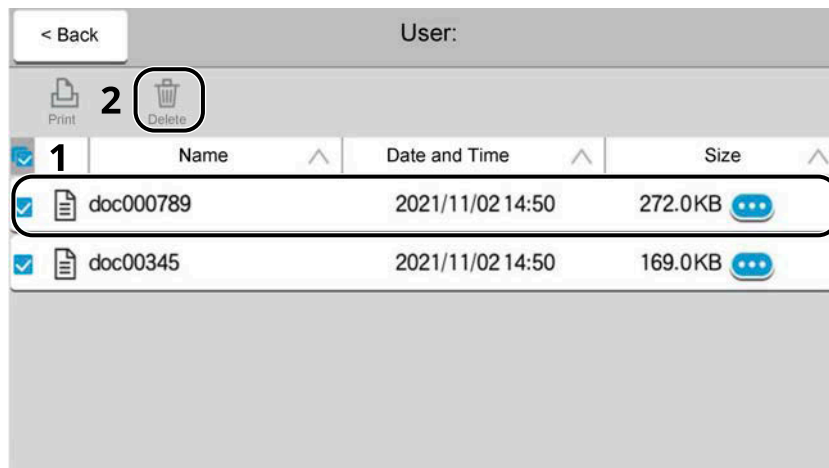 < Back User:
Print 2 Delete
1 Name Date and Time Size
doc000789 2021/11/02 14:50 272.0KB
doc00345 2021/11/02 14:50 169.0KB